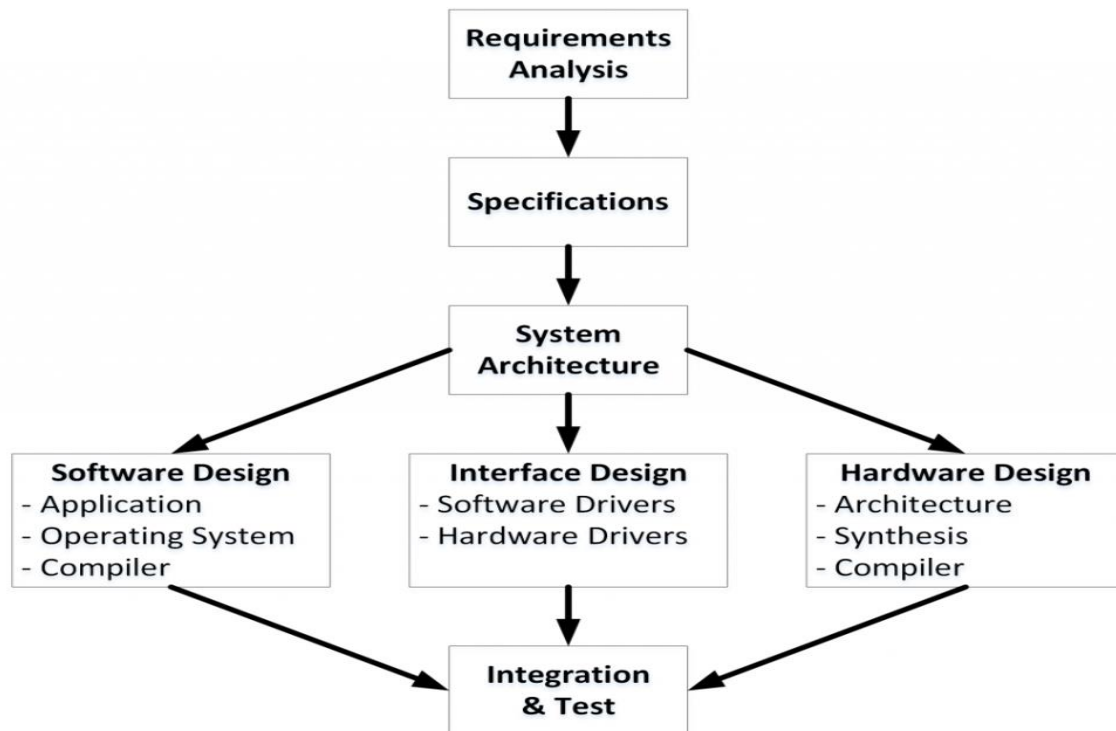 Requirements
Analysis
Specifications
System
Architecture
Software Design
- Application
- Operating System
- Compiler
Interface Design
- Software Drivers
- Hardware Drivers
Hardware Design
- Architecture
- Synthesis
- Compiler
Integration
& Test